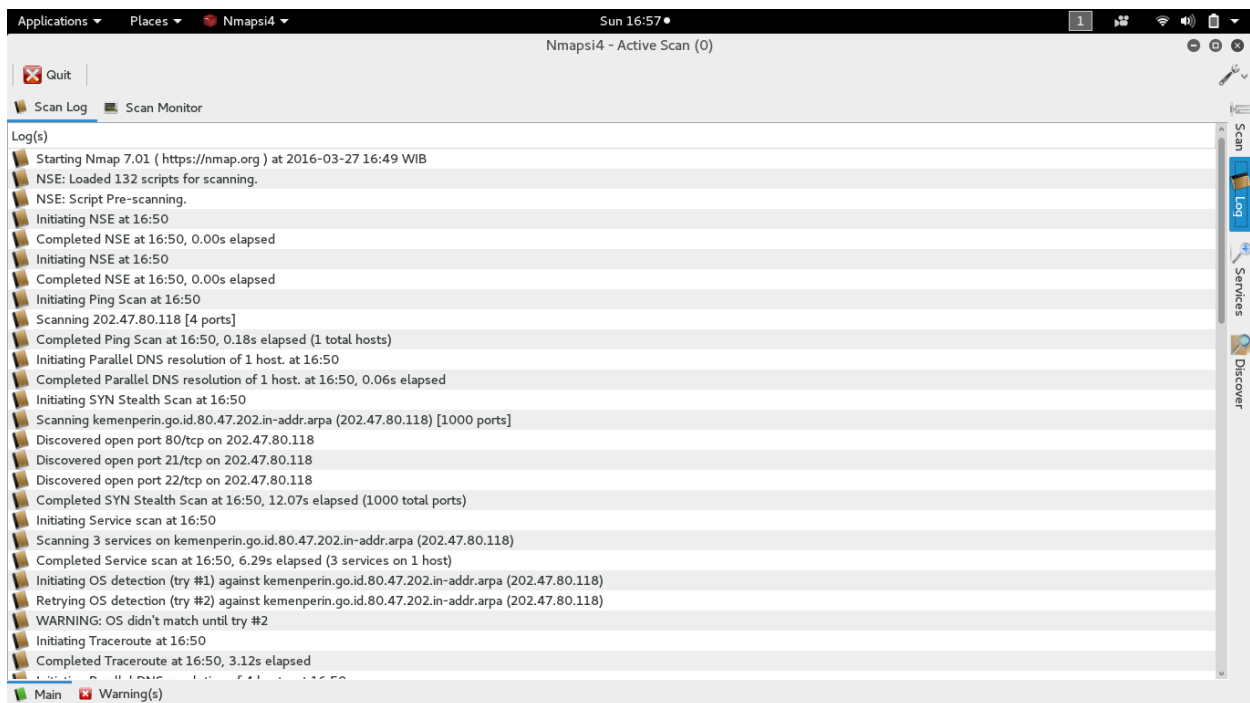 Applications Places Nmapsi4 Sun 16:57 1
Nmapsi4 - Active Scan (0)
Quit
Scan Log Scan Monitor
Log(s)
Starting Nmap 7.01 ( https://nmap.org ) at 2016-03-27 16:49 WIB
NSE: Loaded 132 scripts for scanning.
NSE: Script Pre-scanning.
Initiating NSE at 16:50
Completed NSE at 16:50, 0.00s elapsed
Initiating NSE at 16:50
Completed NSE at 16:50, 0.00s elapsed
Initiating Ping Scan at 16:50
Scanning 202.47.80.118 [4 ports]
Completed Ping Scan at 16:50, 0.18s elapsed (1 total hosts)
Initiating Parallel DNS resolution of 1 host. at 16:50
Completed Parallel DNS resolution of 1 host. at 16:50, 0.06s elapsed
Initiating SYN Stealth Scan at 16:50
Scanning kemenperin.go.id.80.47.202.in-addr.arpa (202.47.80.118) [1000 ports]
Discovered open port 80/tcp on 202.47.80.118
Discovered open port 21/tcp on 202.47.80.118
Discovered open port 22/tcp on 202.47.80.118
Completed SYN Stealth Scan at 16:50, 12.07s elapsed (1000 total ports)
Initiating Service scan at 16:50
Scanning 3 services on kemenperin.go.id.80.47.202.in-addr.arpa (202.47.80.118)
Completed Service scan at 16:50, 6.29s elapsed (3 services on 1 host)
Initiating OS detection (try #1) against kemenperin.go.id.80.47.202.in-addr.arpa (202.47.80.118)
Retrying OS detection (try #2) against kemenperin.go.id.80.47.202.in-addr.arpa (202.47.80.118)
WARNING: OS didn't match until try #2
Initiating Traceroute at 16:50
Completed Traceroute at 16:50, 3.12s elapsed
Main Warning(s)
Scan
Log
Services
Discover